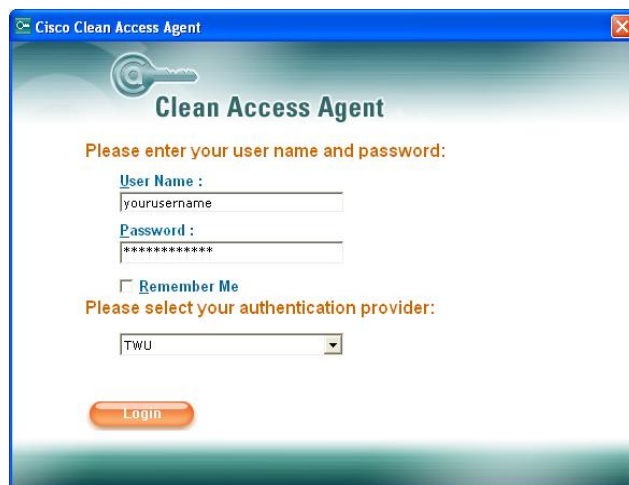 Cisco Clean Access Agent
Clean Access Agent
Please enter your user name and password:
User Name :
yourusername
Password :
************
Remember Me
Please select your authentication provider:
TWU
Login